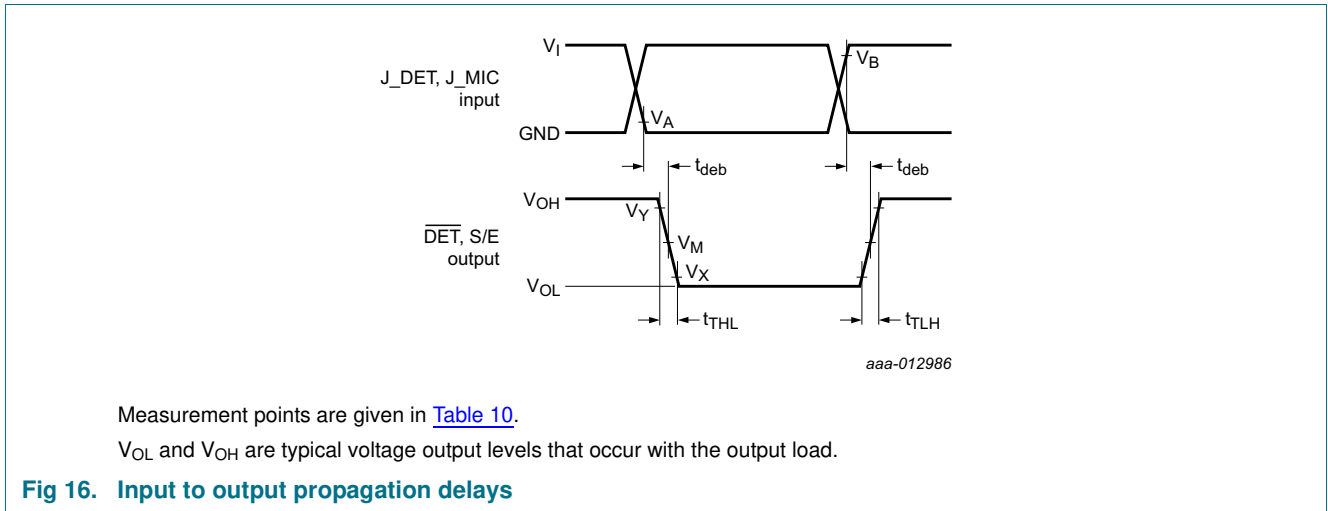 V_I
V_B
J_DET, J_MIC
input
V_A
GND
t_deb
t_deb
V_OH
V_Y
D̅E̅T̅, S/E
output
V_M
V_X
V_OL
t_THL
t_TLH
aaa-012986
Measurement points are given in Table 10.
V_OL and V_OH are typical voltage output levels that occur with the output load.
Fig 16. Input to output propagation delays